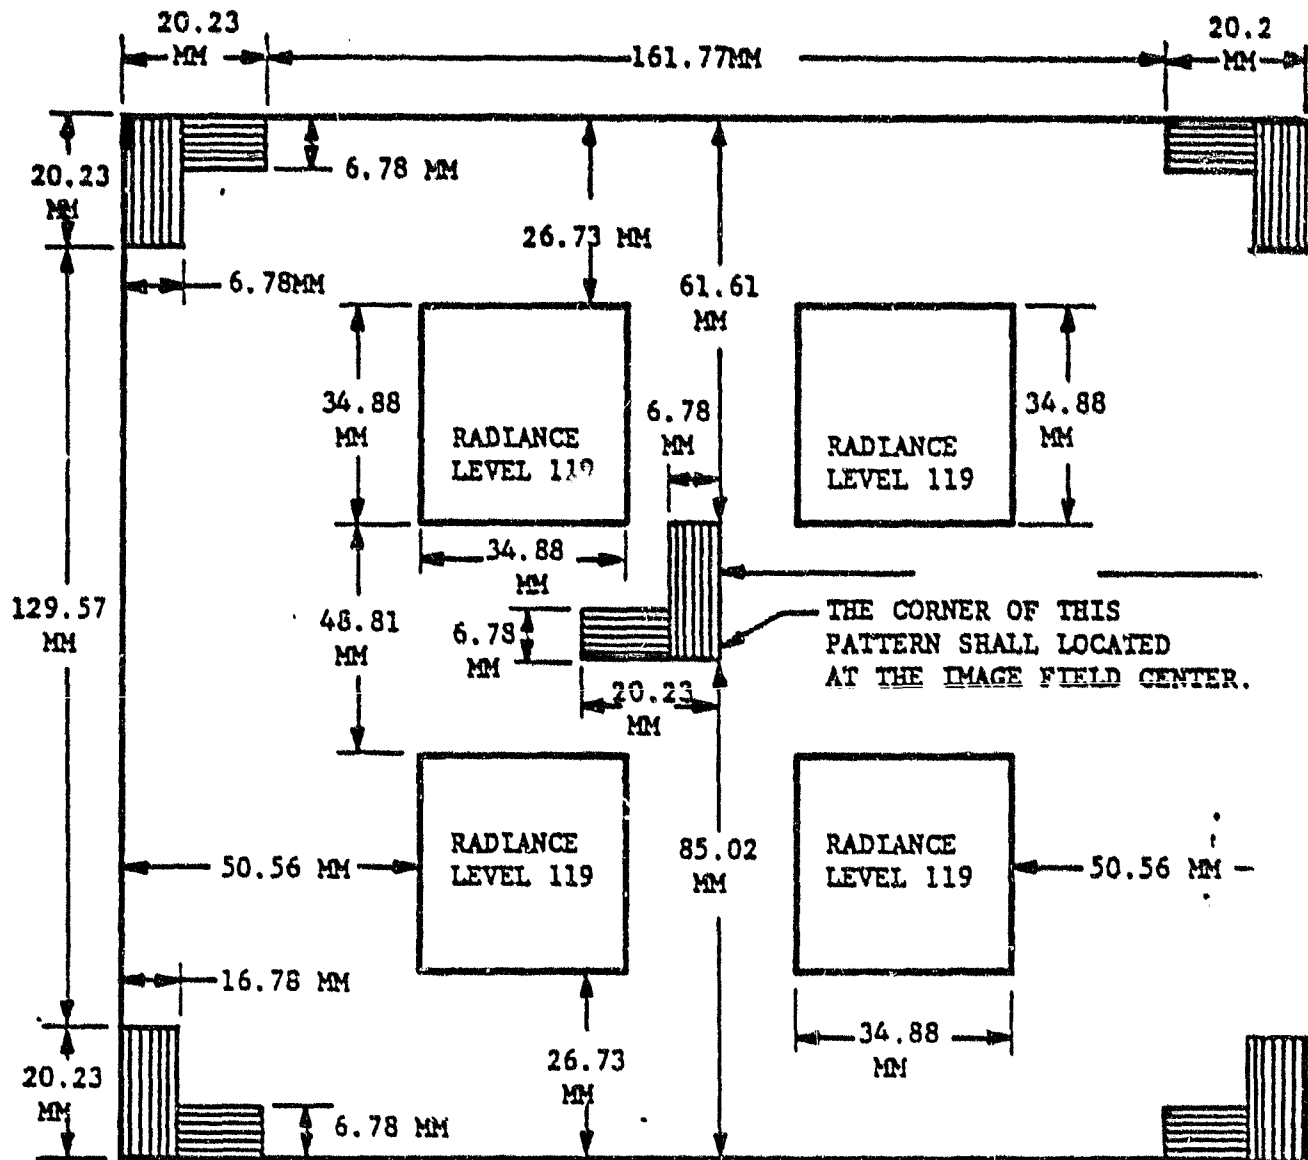 20.23
MM
161.77MM
20.2
MM
20.23
MM
6.78 MM
26.73 MM
6.78MM
61.61
MM
34.88
MM
6.78
MM
34.88
MM
RADIANCE
LEVEL 119
RADIANCE
LEVEL 119
34.88
MM
129.57
MM
48.81
MM
6.78
MM
THE CORNER OF THIS
PATTERN SHALL LOCATED
AT THE IMAGE FIELD CENTER.
20.23
MM
RADIANCE
LEVEL 119
85.02
MM
RADIANCE
LEVEL 119
50.56 MM
50.56 MM
16.78 MM
34.88
MM
26.73
MM
20.23
MM
6.78 MM